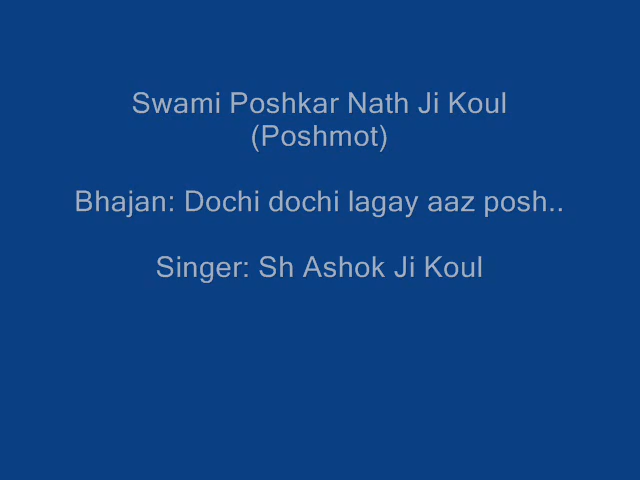 Swami Poshkar Nath Ji Koul
(Poshmot)
Bhajan: Dochi dochi lagay aaz posh..
Singer: Sh Ashok Ji Koul